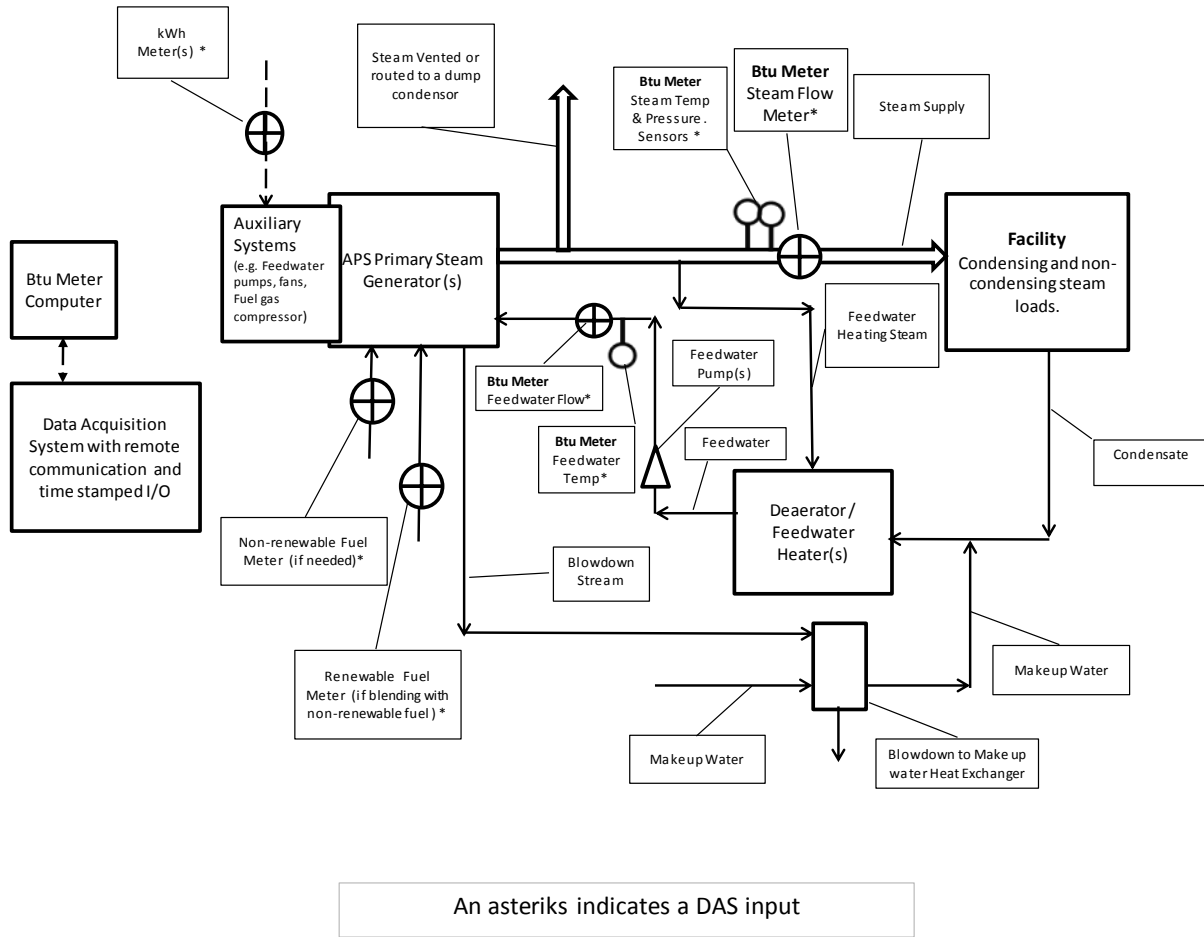 kWh
Meter(s) *
Steam Vented or
routed to a dump
condensor
Btu Meter
Steam Temp
& Pressure .
Sensors *
Btu Meter
Steam Flow
Meter*
Steam Supply
Auxiliary
Systems
(e.g. Feedwater
pumps, fans,
Fuel gas
compressor)
APS Primary Steam
Generator(s)
Facility
Condensing and non-
condensing steam
loads.
Btu Meter
Computer
Data Acquisition
System with remote
communication and
time stamped I/O
Btu Meter
Feedwater Flow*
Feedwater
Pump(s)
Feedwater
Heating Steam
Btu Meter
Feedwater
Temp*
Feedwater
Condensate
Deaerator /
Feedwater
Heater(s)
Non-renewable Fuel
Meter (if needed)*
Blowdown
Stream
Renewable Fuel
Meter (if blending with
non-renewable fuel) *
Makeup Water
Makeup Water
Blowdown to Make up
water Heat Exchanger
An asteriks indicates a DAS input